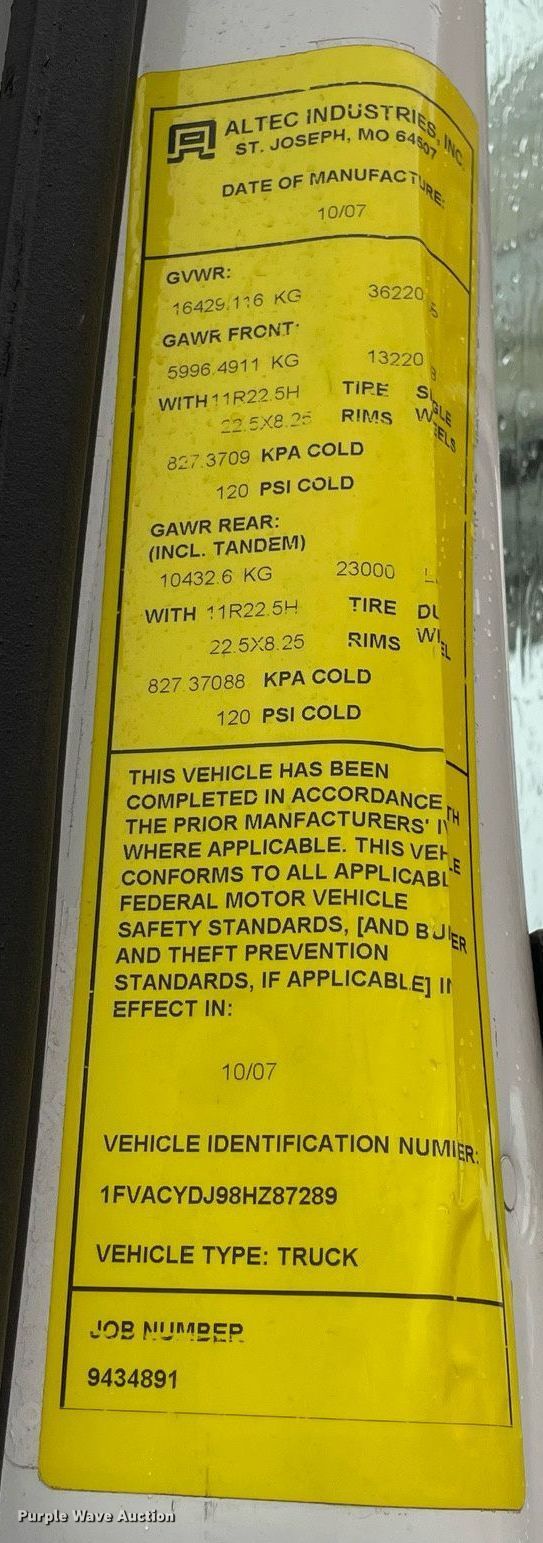 ALTEC INDUSTRIES, INC.
ST. JOSEPH, MO 64507
DATE OF MANUFACTURE:
10/07
GVWR:
16429.116 KG 36220
GAWR FRONT:
5996.4911 KG 13220
WITH 11R22.5H TIRE
22.5X8.25 RIMS
827.3709 KPA COLD
120 PSI COLD
GAWR REAR:
(INCL. TANDEM)
10432.6 KG 23000
WITH 11R22.5H TIRE
22.5X8.25 RIMS
827.37088 KPA COLD
120 PSI COLD
THIS VEHICLE HAS BEEN
COMPLETED IN ACCORDANCE
THE PRIOR MANFACTURERS'
WHERE APPLICABLE. THIS VEHICLE
CONFORMS TO ALL APPLICABL
FEDERAL MOTOR VEHICLE
SAFETY STANDARDS, [AND BUMPER
AND THEFT PREVENTION
STANDARDS, IF APPLICABLE] IN
EFFECT IN:
10/07
VEHICLE IDENTIFICATION NUMBER:
1FVACYDJ98HZ87289
VEHICLE TYPE: TRUCK
JOB NUMBER
9434891
Purple Wave Auction